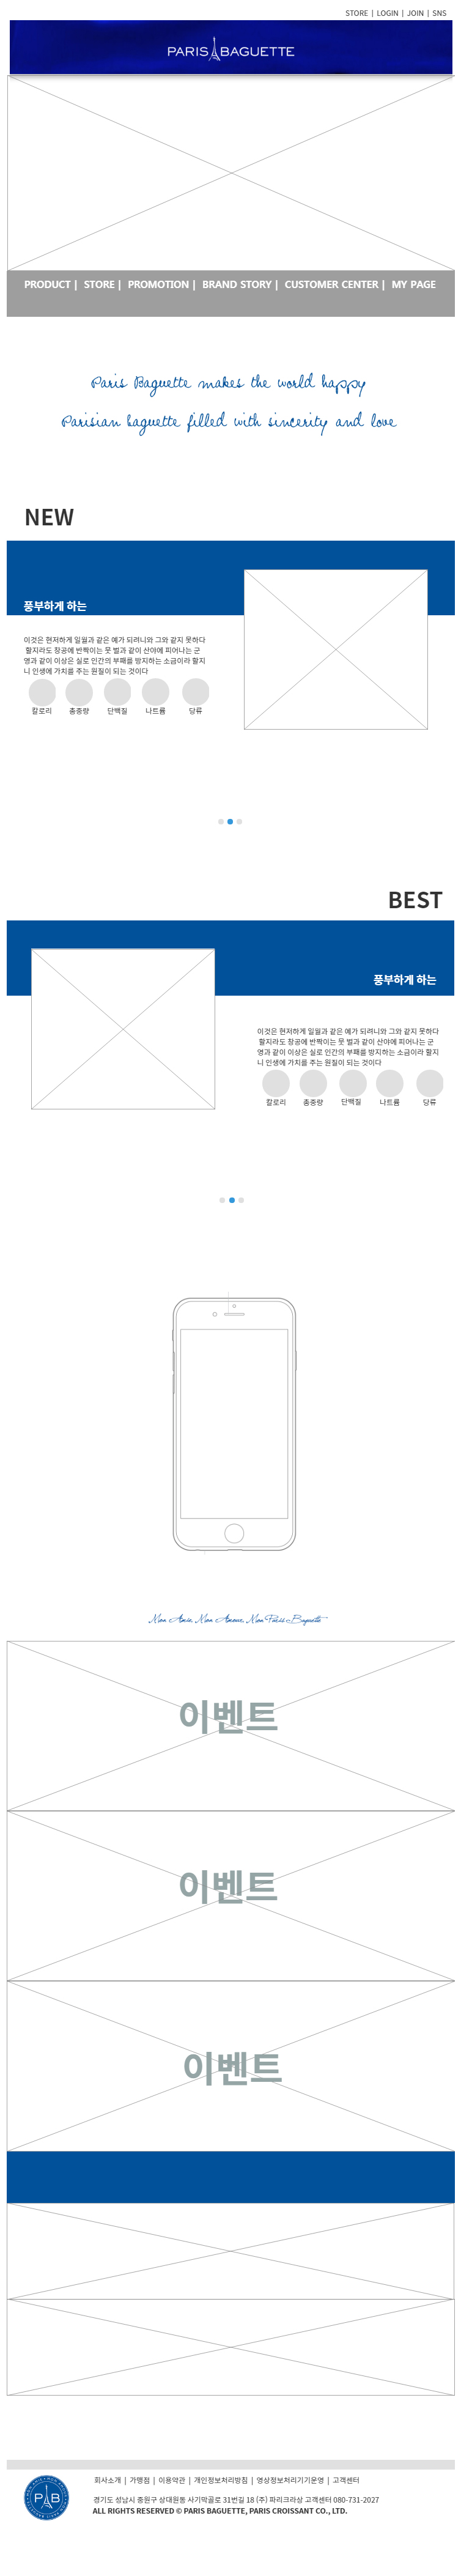 STORE | LOGIN | JOIN | SNS
PARIS BAGUETTE
PRODUCT | STORE | PROMOTION | BRAND STORY | CUSTOMER CENTER | MY PAGE
Paris Baguette makes the world happy
Parisian baguette filled with sincerity and love
NEW
풍부하게 하는
이것은 현저하게 일월과 같은 예가 되려니와 그와 같지 못하다
할지라도 창공에 반짝이는 뭇 별과 같이 산야에 피어나는 군
영과 같이 이상은 실로 인간의 부패를 방지하는 소금이라 할지
니 인생에 가치를 주는 원질이 되는 것이다
칼로리 총중량 단백질 나트륨 당류
BEST
풍부하게 하는
이것은 현저하게 일월과 같은 예가 되려니와 그와 같지 못하다
할지라도 창공에 반짝이는 뭇 별과 같이 산야에 피어나는 군
영과 같이 이상은 실로 인간의 부패를 방지하는 소금이라 할지
니 인생에 가치를 주는 원질이 되는 것이다
칼로리 총중량 단백질 나트륨 당류
Mon Amie, Mon Amour, Mon Paris Baguette
이벤트
이벤트
이벤트
회사소개 | 가맹점 | 이용약관 | 개인정보처리방침 | 영상정보처리기기운영 | 고객센터
PB
경기도 성남시 중원구 상대원동 사기막골로 31번길 18 (주) 파리크라상 고객센터 080-731-2027
ALL RIGHTS RESERVED © PARIS BAGUETTE, PARIS CROISSANT CO., LTD.